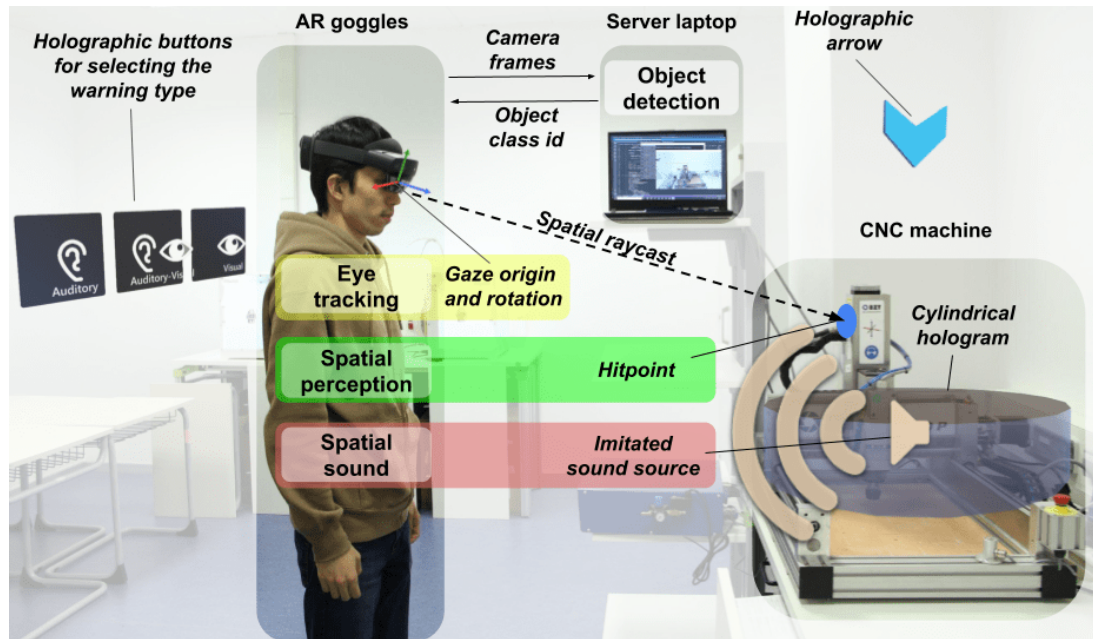 AR goggles
Server laptop
Holographic
arrow
Holographic buttons
for selecting the
warning type
Camera
frames
Object
detection
Object
class id
Spatial raycast
CNC machine
Auditory
Auditory-Visual
Visual
Eye
tracking
Gaze origin
and rotation
Cylindrical
hologram
Spatial
perception
Hitpoint
Spatial
sound
Imitated
sound source